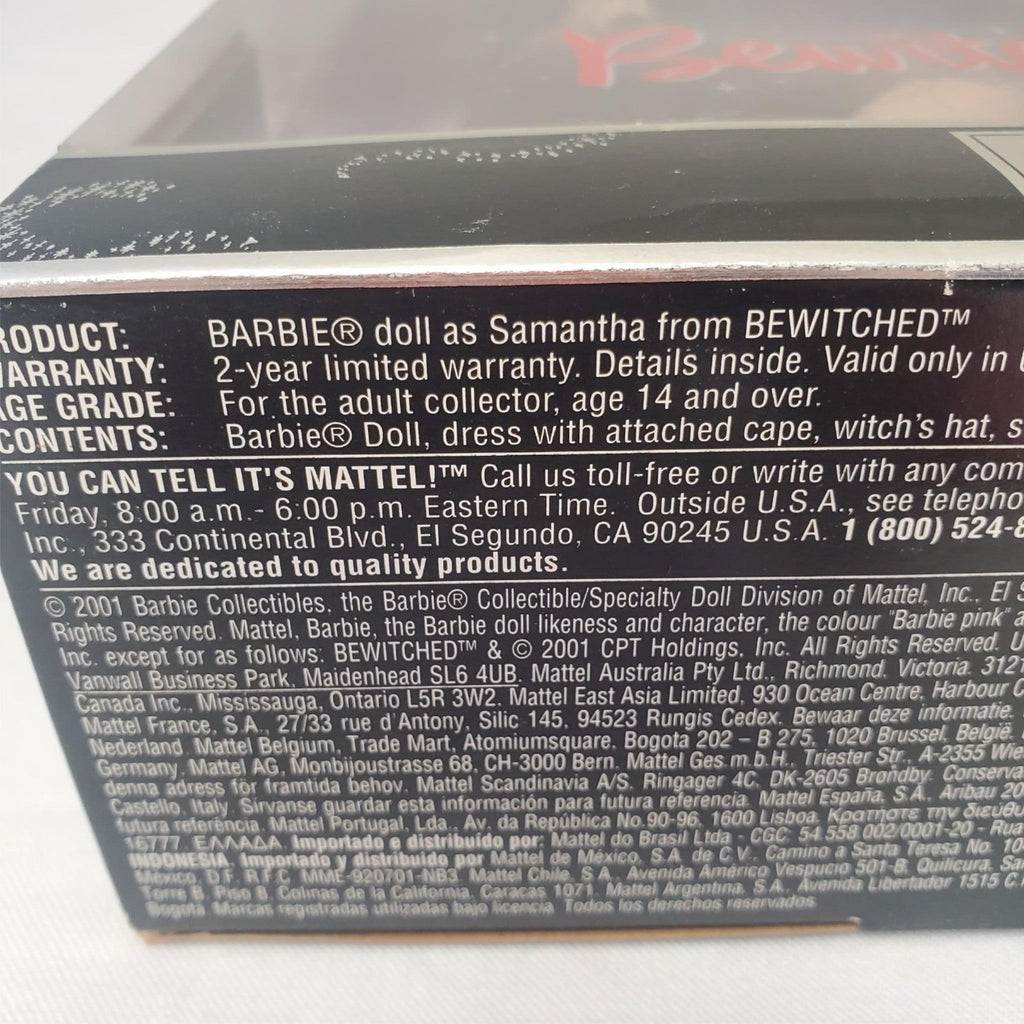 Bewit
RODUCT: BARBIE® doll as Samantha from BEWITCHED™
WARRANTY: 2-year limited warranty. Details inside. Valid only in
AGE GRADE: For the adult collector, age 14 and over.
CONTENTS: Barbie® Doll, dress with attached cape, witch's hat, s
YOU CAN TELL IT'S MATTEL!™ Call us toll-free or write with any com
Friday, 8:00 a.m.- 6:00 p.m. Eastern Time. Outside U.S.A., see telepho
Inc., 333 Continental Blvd., El Segundo, CA 90245 U.S.A. 1 (800) 524-8
We are dedicated to quality products.
© 2001 Barbie Collectibles, the Barbie® Collectible/Specialty Doll Division of Mattel, Inc., El S
Rights Reserved. Mattel, Barbie, the Barbie doll likeness and character, the colour "Barbie pink" a
Inc. except for as follows: BEWITCHED™ & © 2001 CPT Holdings, Inc. All Rights Reserved. U
Vanwall Business Park, Maidenhead SL6 4UB. Mattel Australia Pty Ltd., Richmond, Victoria. 3121
Canada Inc., Mississauga, Ontario L5R 3W2. Mattel East Asia Limited, 930 Ocean Centre, Harbour C
Mattel France, S.A., 27/33 rue d'Antony, Silic 145, 94523 Rungis Cedex. Bewaar deze informatie.
Nederland. Mattel Belgium, Trade Mart, Atomiumsquare, Bogota 202 – B 275, 1020 Brussel, België.
Germany, Mattel AG, Monbijoustrasse 68, CH-3000 Bern. Mattel Ges.m.b.H., Triester Str., A-2355 Wie
denna adress för framtida behov. Mattel Scandinavia A/S, Ringager 4C, DK-2605 Brøndby. Conserva
Castello, Italy. Sírvanse guardar esta información para futura referencia. Mattel España, S.A., Aribau 20
futura referência. Mattel Portugal, Lda., Av. da República No.90-96, 1600 Lisboa. Κρατήστε την διεύθυ
16777, ΕΛΛΑΔΑ. Importado e distribuido por: Mattel do Brasil Ltda - CGC: 54.558.002/0001-20 - Rua
INDONESIA. Importado y distribuido por Mattel de México, S.A. de C.V., Camino a Santa Teresa No. 10
México, D.F. R.F.C. MME-920701-NB3. Mattel Chile, S.A., Avenida Américo Vespucio 501-B, Quilicura, Sa
Torre B, Piso 8, Colinas de la California, Caracas 1071. Mattel Argentina, S.A., Avenida Libertador 1515 C.
Bogotá. Marcas registradas utilizadas bajo licencia. Todos los derechos reservados.